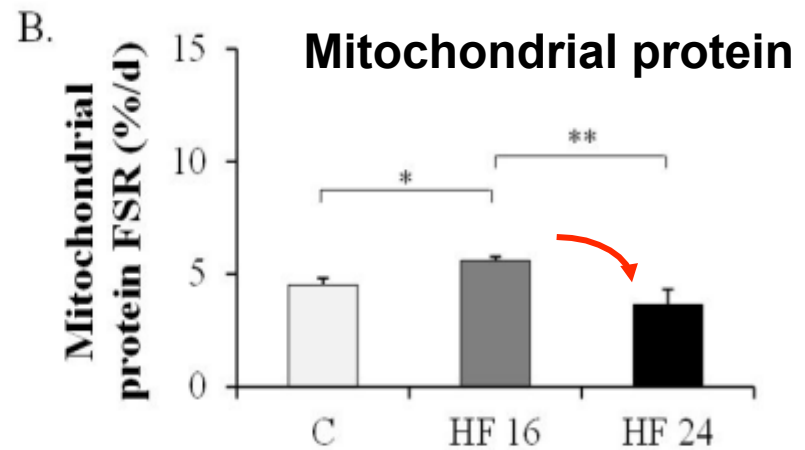 B.
Mitochondrial protein
Mitochondrial
protein FSR (%/d)
15
10
5
0
*
**
C
HF 16
HF 24